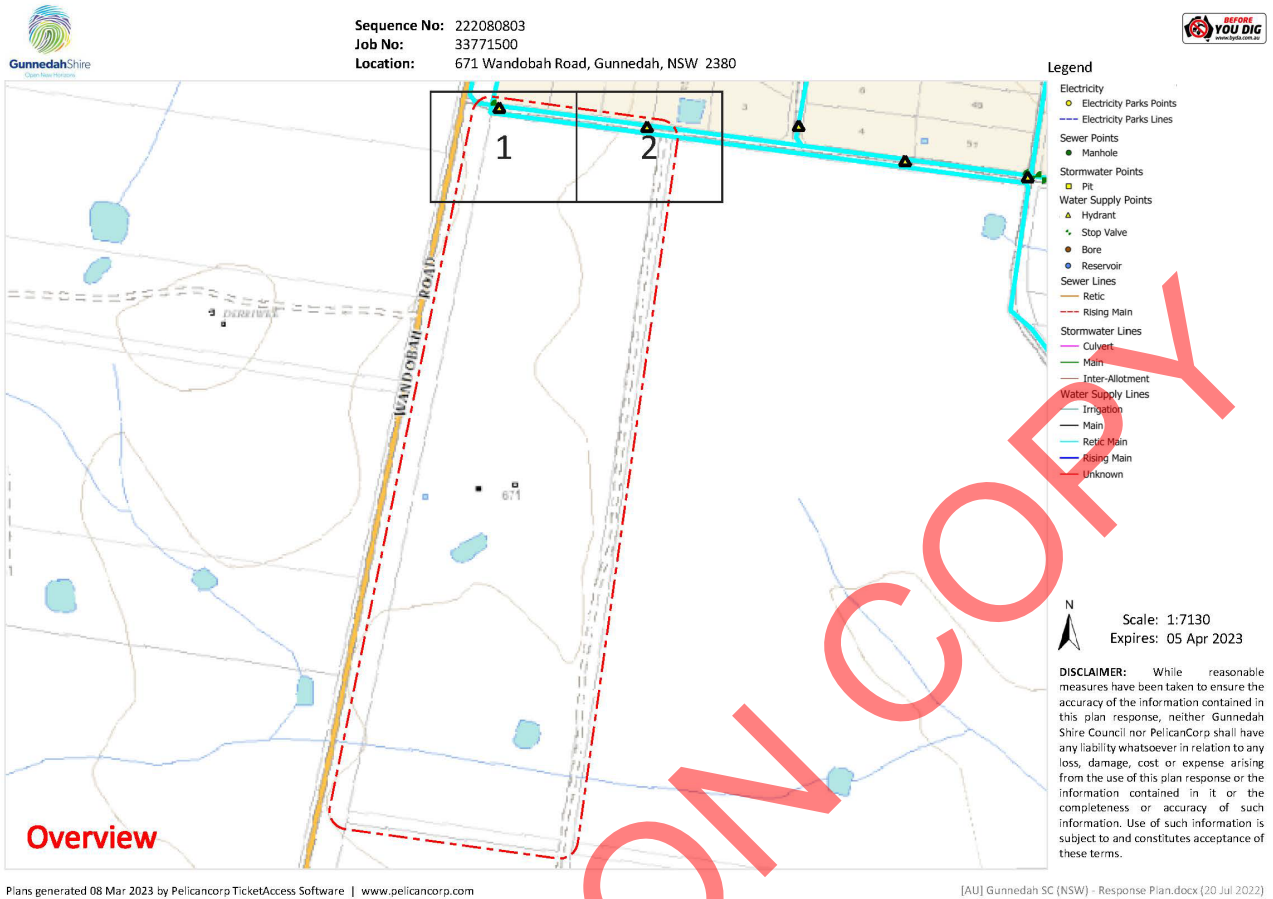 GunnedahShire
Open New Horizons
Sequence No: 222080803
Job No: 33771500
Location: 671 Wandobah Road, Gunnedah, NSW 2380
BEFORE
YOU DIG
www.byda.com.au
Legend
Electricity
Electricity Parks Points
Electricity Parks Lines
Sewer Points
Manhole
Stormwater Points
Pit
Water Supply Points
Hydrant
Stop Valve
Bore
Reservoir
Sewer Lines
Retic
Rising Main
Stormwater Lines
Culvert
Main
Inter-Allotment
Water Supply Lines
Irrigation
Main
Retic Main
Rising Main
Unknown
1
2
3
6
4
51
WANDOBAH ROAD
671
1
N
Scale: 1:7130
Expires: 05 Apr 2023
DISCLAIMER: While reasonable
measures have been taken to ensure the
accuracy of the information contained in
this plan response, neither Gunnedah
Shire Council nor PelicanCorp shall have
any liability whatsoever in relation to any
loss, damage, cost or expense arising
from the use of this plan response or the
information contained in it or the
completeness or accuracy of such
information. Use of such information is
subject to and constitutes acceptance of
these terms.
ON COPY
Overview
Plans generated 08 Mar 2023 by Pelicancorp TicketAccess Software | www.pelicancorp.com
[AU] Gunnedah SC (NSW) - Response Plan.docx (20 Jul 2022)